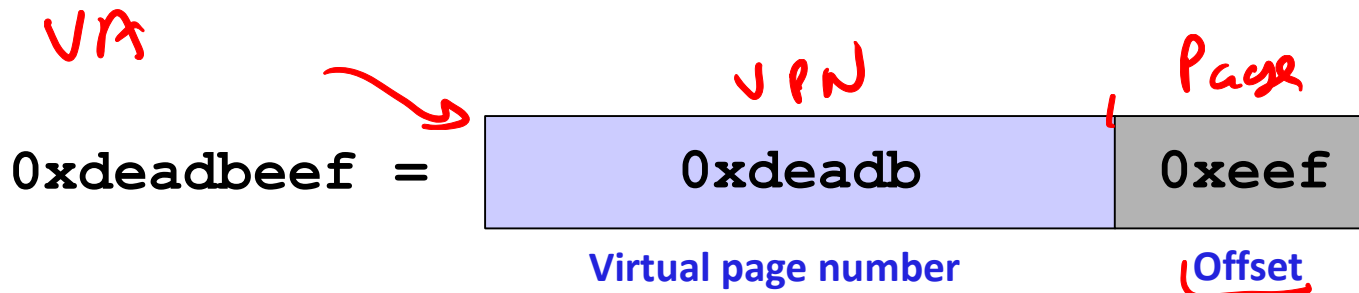 VA
VPN Page
0xdeadbeef = 0xdeadb 0xeef
Virtual page number Offset